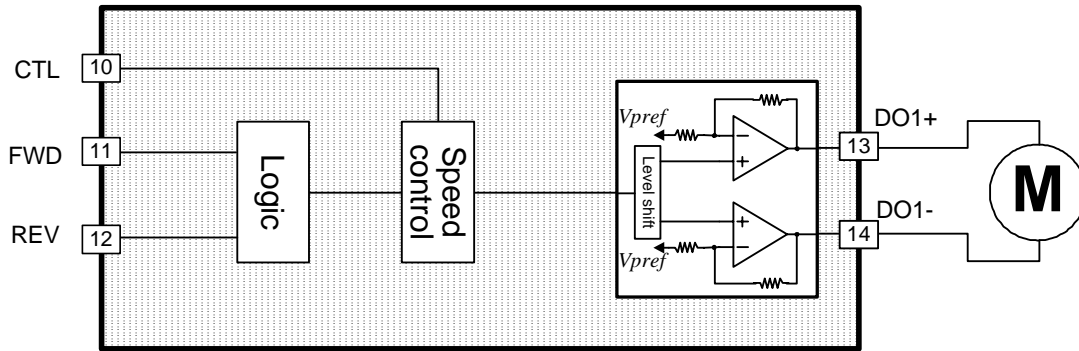 CTL
10
FWD
11
REV
12
Logic
Speed
control
Vpref
Level shift
Vpref
−
+
+
−
13
DO1+
14
DO1-
M